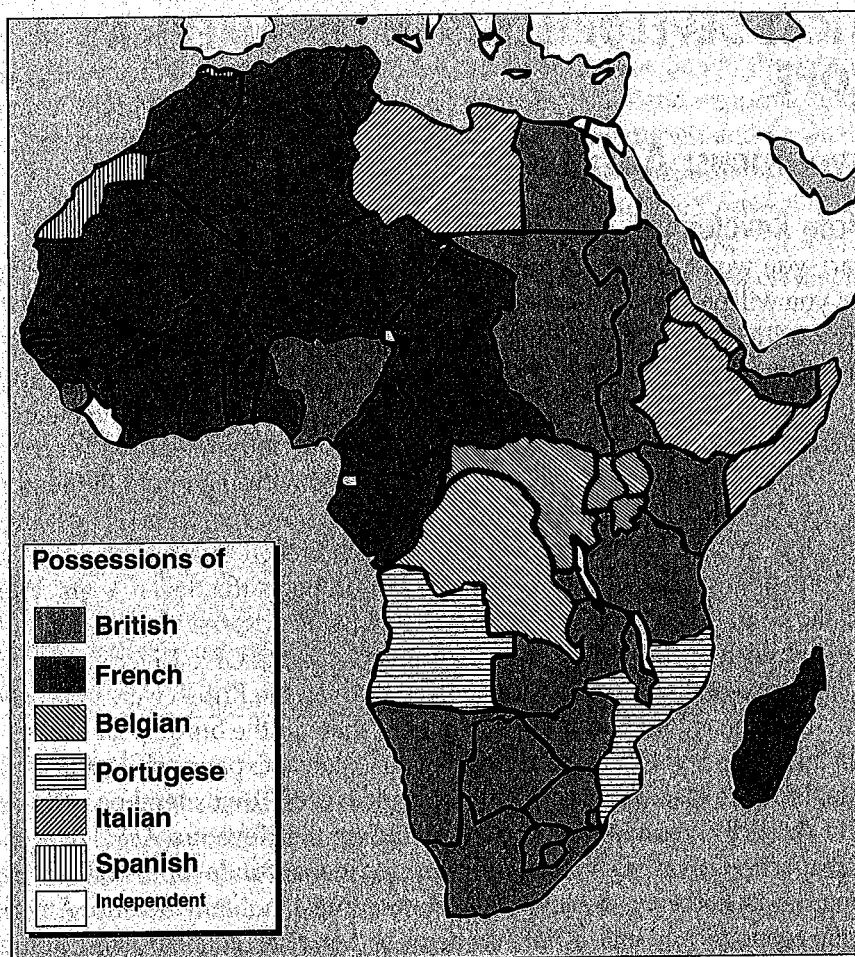 Possessions of
British
French
Belgian
Portugese
Italian
Spanish
Independent